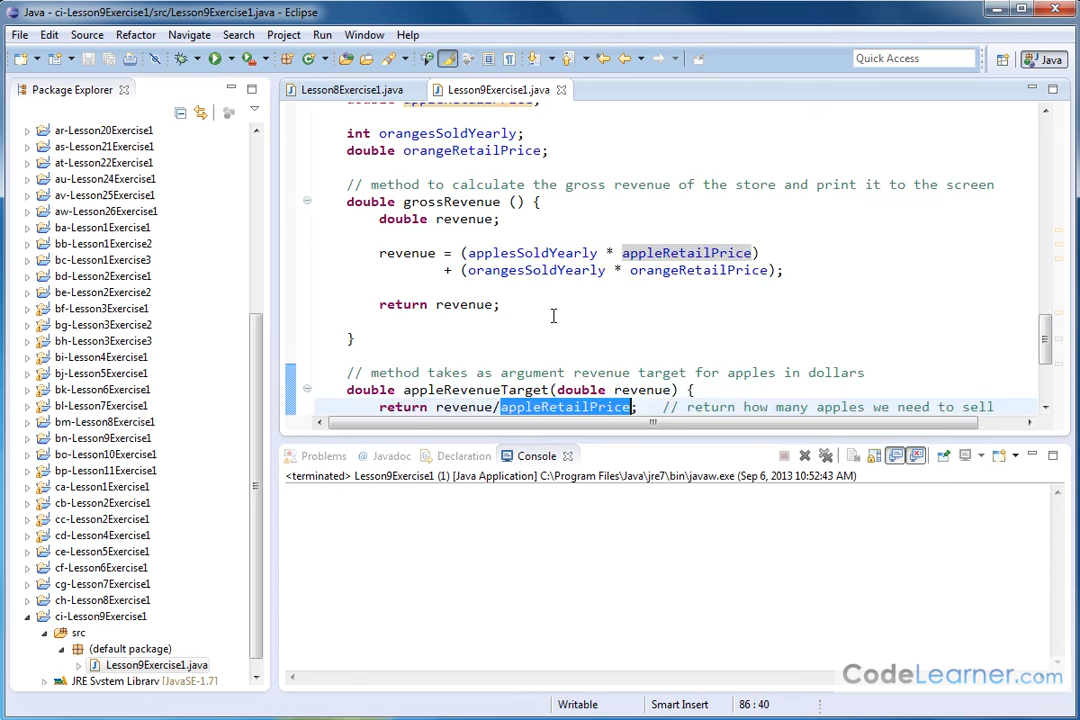 Java - ci-Lesson9Exercise1/src/Lesson9Exercise1.java - Eclipse
File Edit Source Refactor Navigate Search Project Run Window Help
Quick Access
Java
Package Explorer
Lesson8Exercise1.java
Lesson9Exercise1.java
ar-Lesson20Exercise1
as-Lesson21Exercise1
at-Lesson22Exercise1
au-Lesson24Exercise1
av-Lesson25Exercise1
aw-Lesson26Exercise1
ba-Lesson1Exercise1
bb-Lesson1Exercise2
bc-Lesson1Exercise3
bd-Lesson2Exercise1
be-Lesson2Exercise2
bf-Lesson3Exercise1
bg-Lesson3Exercise2
bh-Lesson3Exercise3
bi-Lesson4Exercise1
bj-Lesson5Exercise1
bk-Lesson6Exercise1
bl-Lesson7Exercise1
bm-Lesson8Exercise1
bn-Lesson9Exercise1
bo-Lesson10Exercise1
bp-Lesson11Exercise1
ca-Lesson1Exercise1
cb-Lesson2Exercise1
cc-Lesson2Exercise2
cd-Lesson4Exercise1
ce-Lesson5Exercise1
cf-Lesson6Exercise1
cg-Lesson7Exercise1
ch-Lesson8Exercise1
ci-Lesson9Exercise1
src
(default package)
Lesson9Exercise1.java
JRE System Library [JavaSE-1.7]
double appleRetailPrice;
int orangesSoldYearly;
double orangeRetailPrice;
// method to calculate the gross revenue of the store and print it to the screen
double grossRevenue () {
double revenue;
revenue = (applesSoldYearly * appleRetailPrice)
+ (orangesSoldYearly * orangeRetailPrice);
return revenue;
}
// method takes as argument revenue target for apples in dollars
double appleRevenueTarget(double revenue) {
return revenue/appleRetailPrice; // return how many apples we need to sell
Problems Javadoc Declaration Console
<terminated> Lesson9Exercise1 (1) [Java Application] C:\Program Files\Java\jre7\bin\javaw.exe (Sep 6, 2013 10:52:43 AM)
CodeLearner.com
Writable Smart Insert 86 : 40